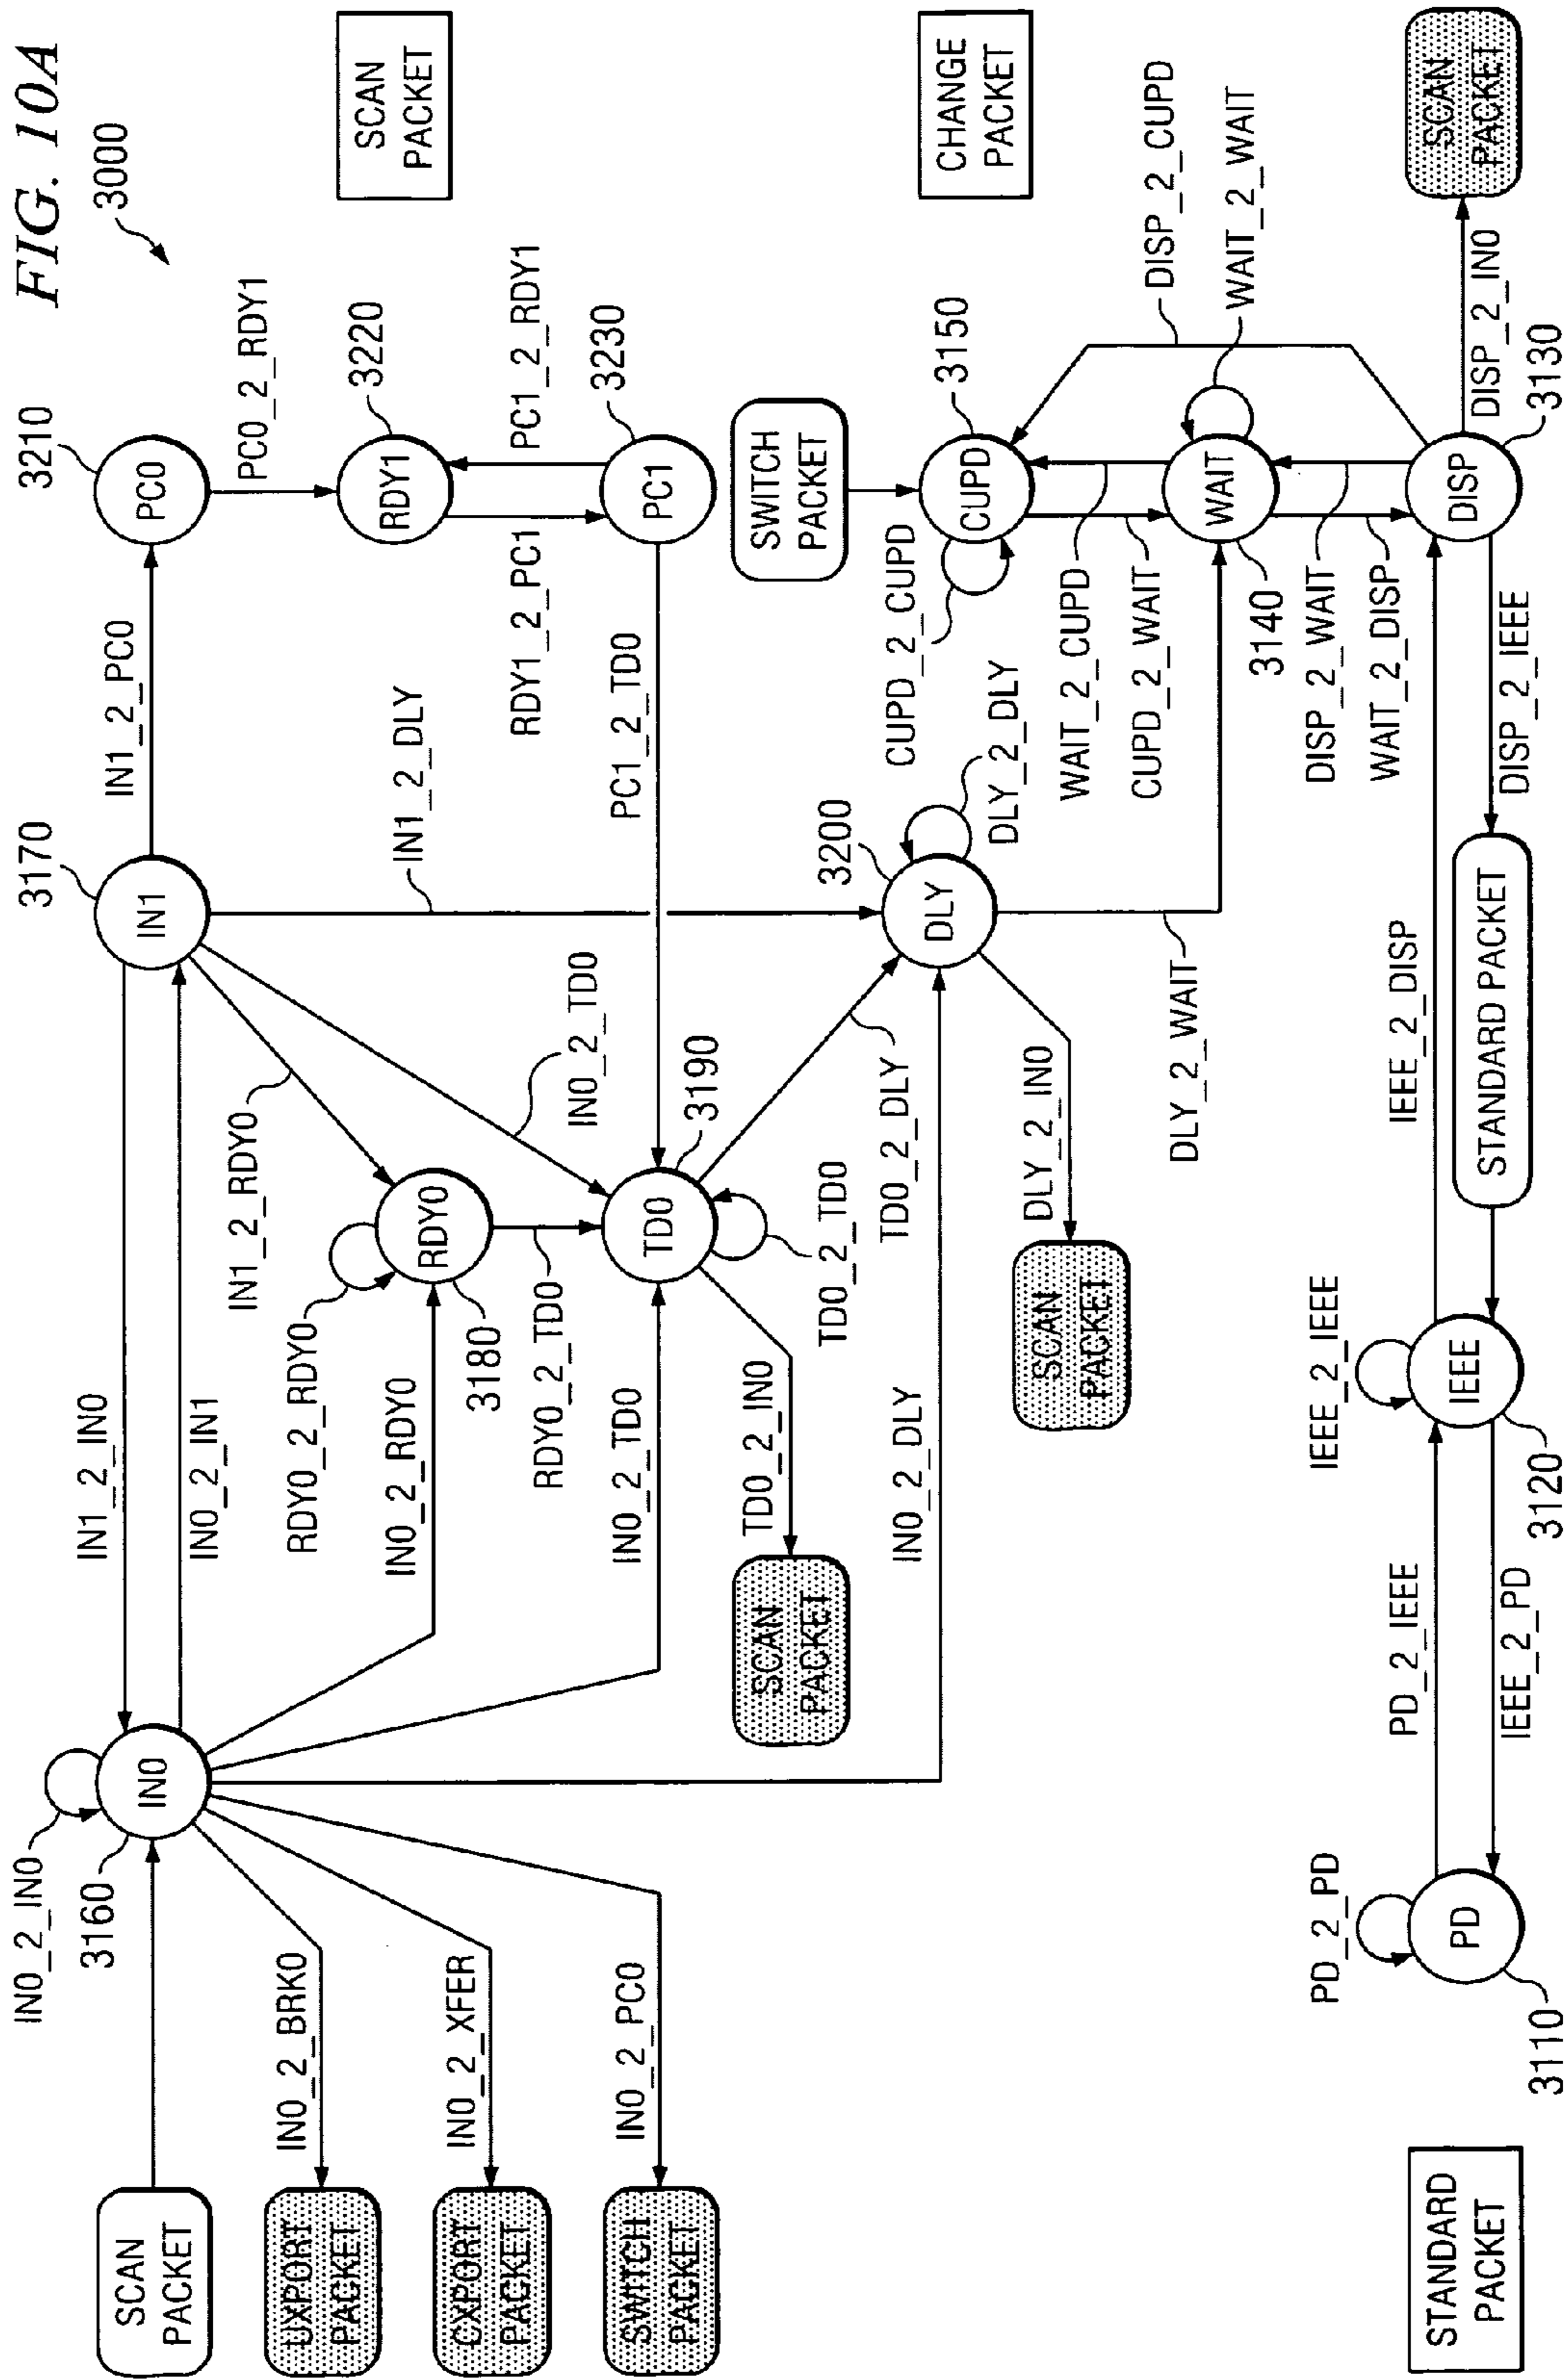 FIG. 10A
3000
SCAN
PACKET
UXPORT
PACKET
CXPORT
PACKET
SWITCH
PACKET
IN0_2_IN0
3160
IN0
IN0_2_BRK0
IN0_2_XFER
IN0_2_PC0
IN1_2_IN0
IN0_2_IN1
3170
IN1
IN1_2_PC0
3210
PC0
PC0_2_RDY1
3220
RDY1
RDY1_2_PC1
PC1_2_RDY1
3230
PC1
PC1_2_TD0
SCAN
PACKET
IN1_2_RDY0
RDY0_2_RDY0
RDY0
3180
IN0_2_RDY0
RDY0_2_TD0
IN0_2_TD0
IN0_2_TD0
TD0
3190
TD0_2_TD0
TD0_2_IN0
SCAN
PACKET
IN1_2_DLY
TD0_2_DLY
IN0_2_DLY
3200
DLY
DLY_2_DLY
DLY_2_IN0
SCAN
PACKET
DLY_2_WAIT
SWITCH
PACKET
3150
CUPD
CUPD_2_CUPD
WAIT_2_CUPD
CUPD_2_WAIT
CHANGE
PACKET
DISP_2_CUPD
WAIT_2_WAIT
WAIT
3140
DISP_2_WAIT
WAIT_2_DISP
DISP
3130
DISP_2_IN0
SCAN
PACKET
DISP_2_IEEE
STANDARD PACKET
IEEE_2_DISP
IEEE_2_IEEE
IEEE
3120
PD_2_IEEE
IEEE_2_PD
PD_2_PD
PD
3110
STANDARD
PACKET